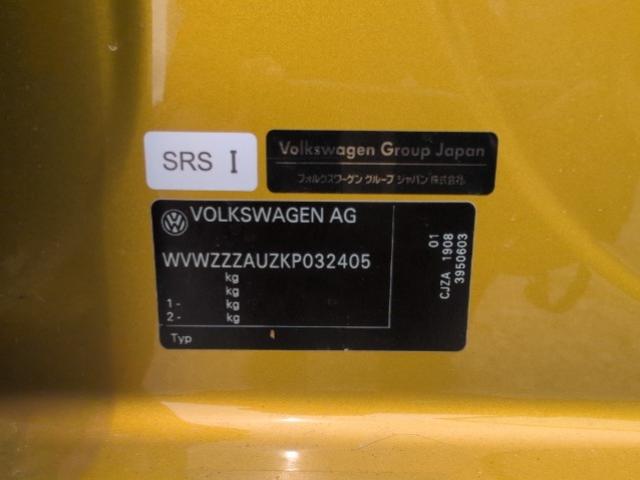 SRS I
Volkswagen Group Japan
フォルクスワーゲン グループ ジャパン 株式会社
VOLKSWAGEN AG
WVWZZZAUZKP032405
kg
kg
1 - kg
2 - kg
Typ
01
CJZA 1908
3950603